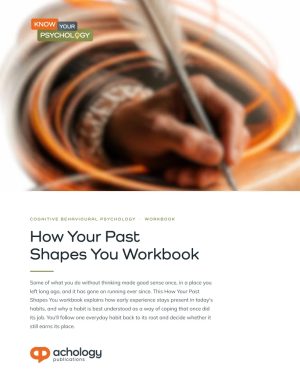 KNOW YOUR
PSYCHOLOGY
COGNITIVE BEHAVIOURAL PSYCHOLOGY WORKBOOK
How Your Past
Shapes You Workbook
Some of what you do without thinking made good sense once, in a place you
left long ago, and it has gone on running ever since. This How Your Past
Shapes You workbook explains how early experience stays present in today's
habits, and why a habit is best understood as a way of coping that once did
its job. You'll follow one everyday habit back to its root and decide whether it
still earns its place.
achology
publications